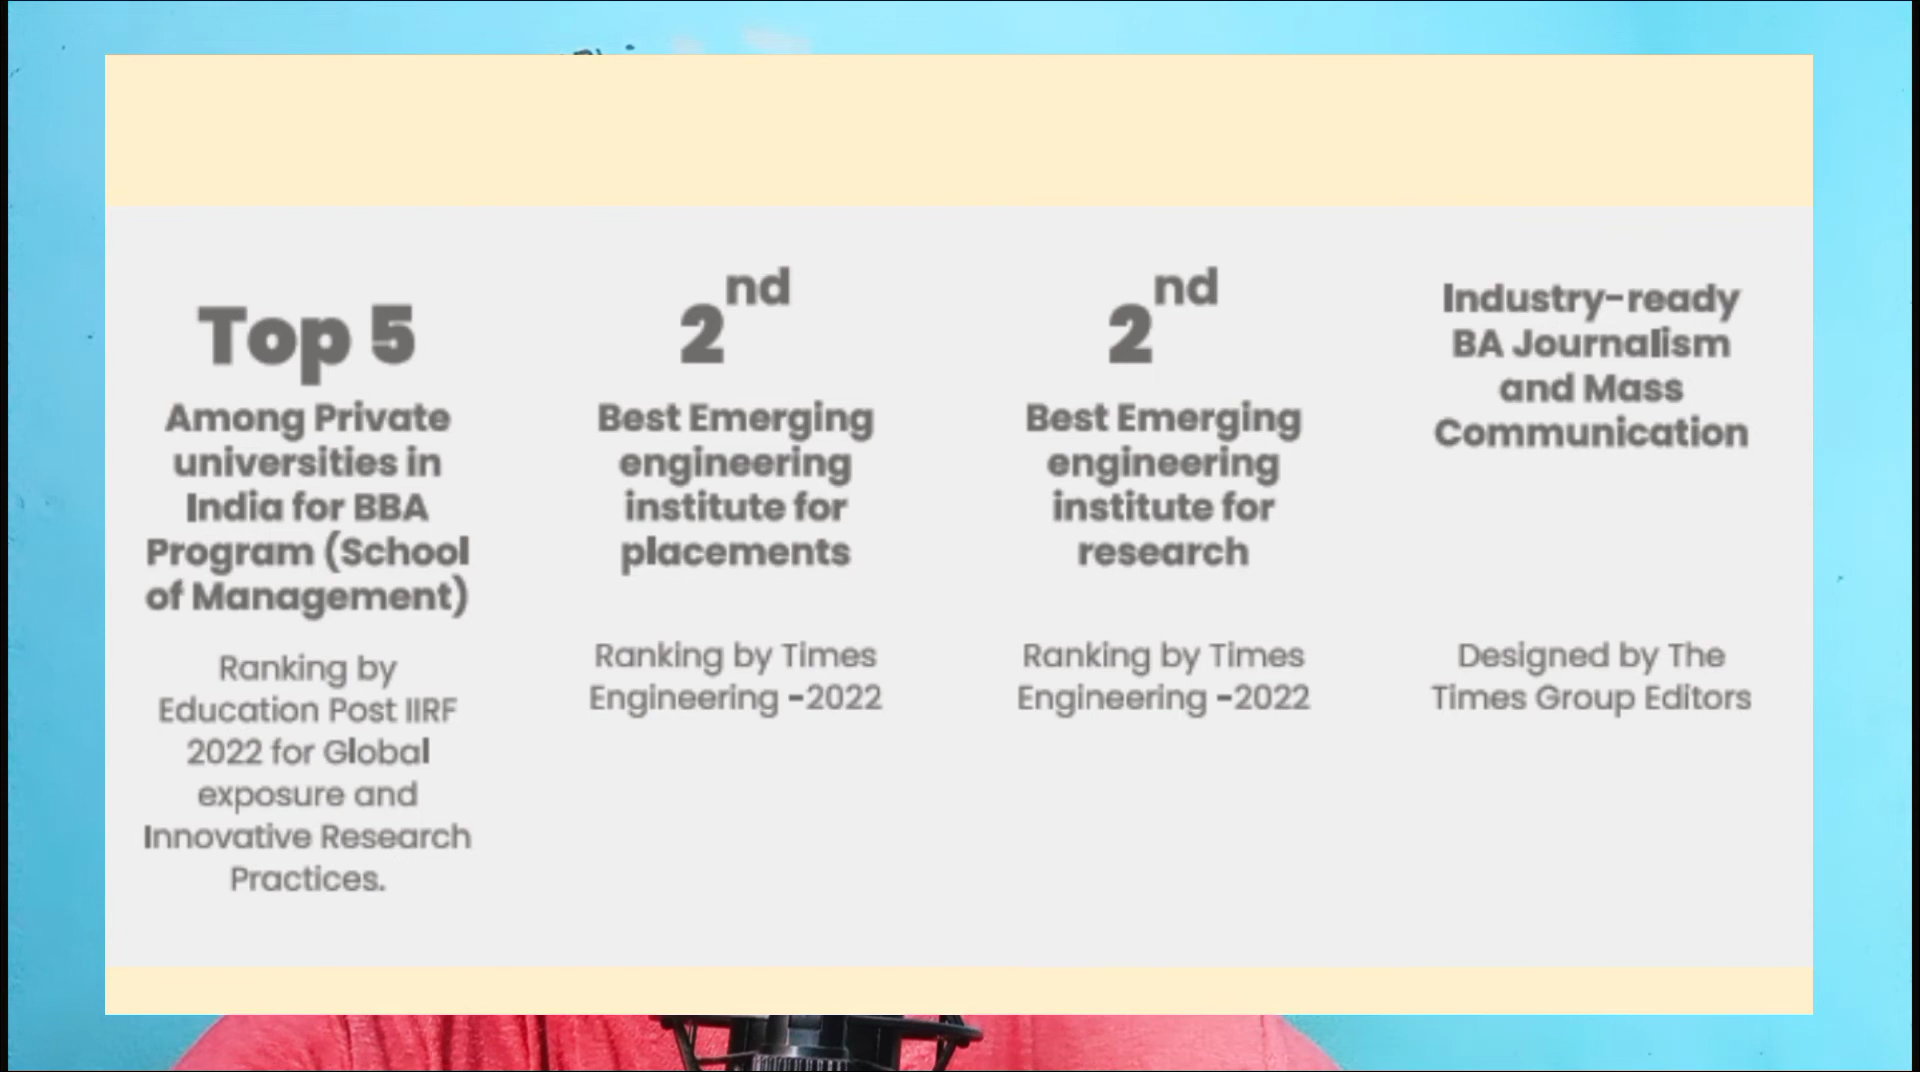 Top 5
Among Private
universities in
India for BBA
Program (School
of Management)
Ranking by
Education Post IIRF
2022 for Global
exposure and
Innovative Research
Practices.
2nd
Best Emerging
engineering
institute for
placements
Ranking by Times
Engineering -2022
2nd
Best Emerging
engineering
institute for
research
Ranking by Times
Engineering -2022
Industry-ready
BA Journalism
and Mass
Communication
Designed by The
Times Group Editors